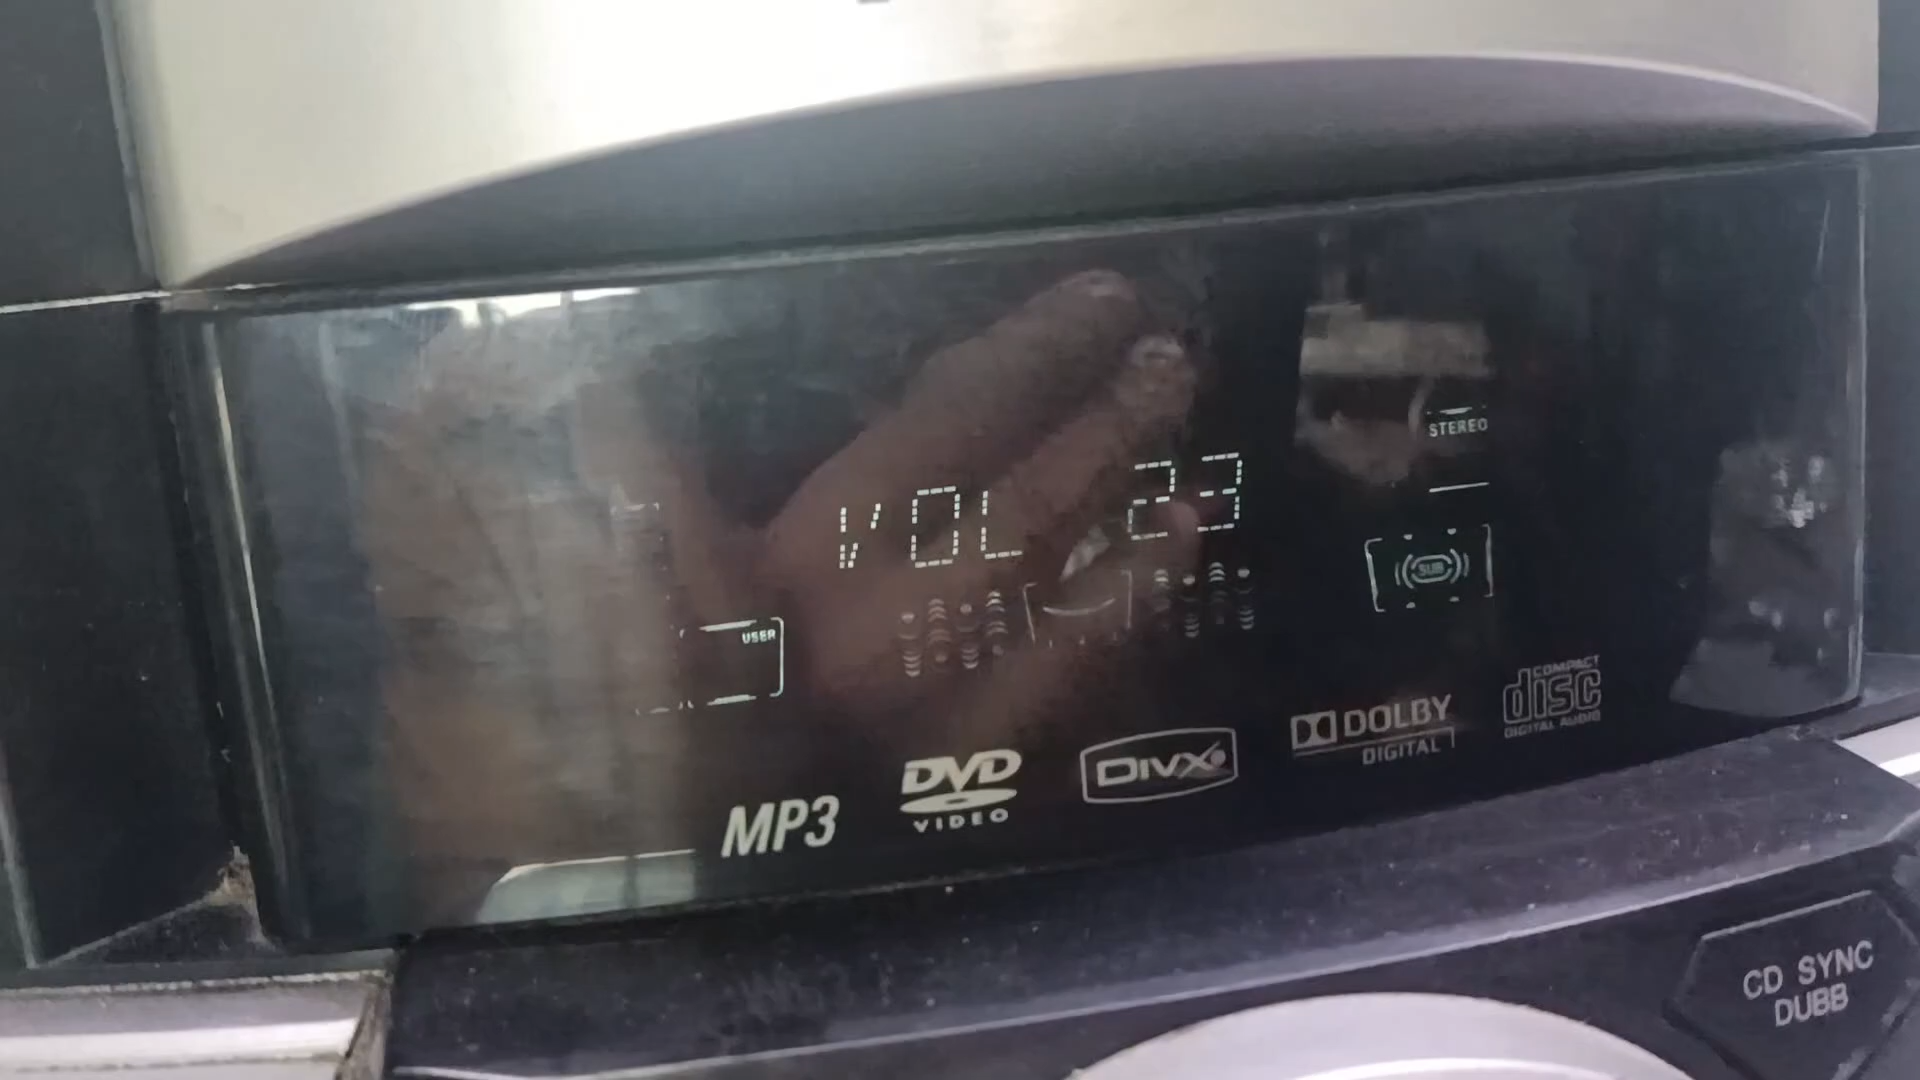 STEREO
VOL 23
SUB
USER
COMPACT
disc
DIGITAL AUDIO
DOLBY
DIGITAL
DIVX
DVD
VIDEO
MP3
CD SYNC
DUBB